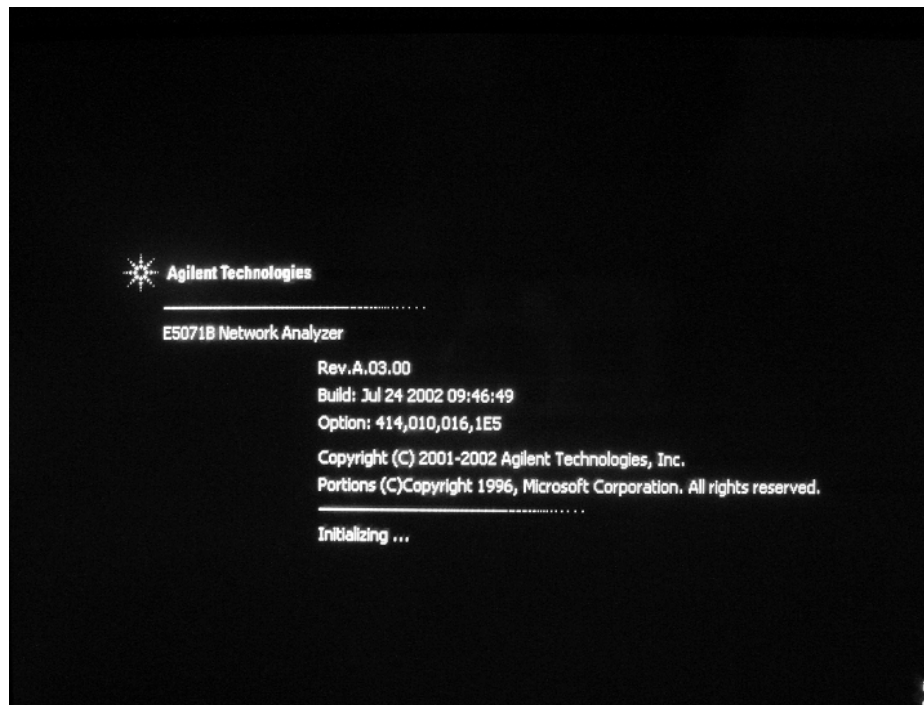 Agilent Technologies
E5071B Network Analyzer
Rev.A.03.00
Build: Jul 24 2002 09:46:49
Option: 414,010,016,1E5
Copyright (C) 2001-2002 Agilent Technologies, Inc.
Portions (C)Copyright 1996, Microsoft Corporation. All rights reserved.
Initializing ...